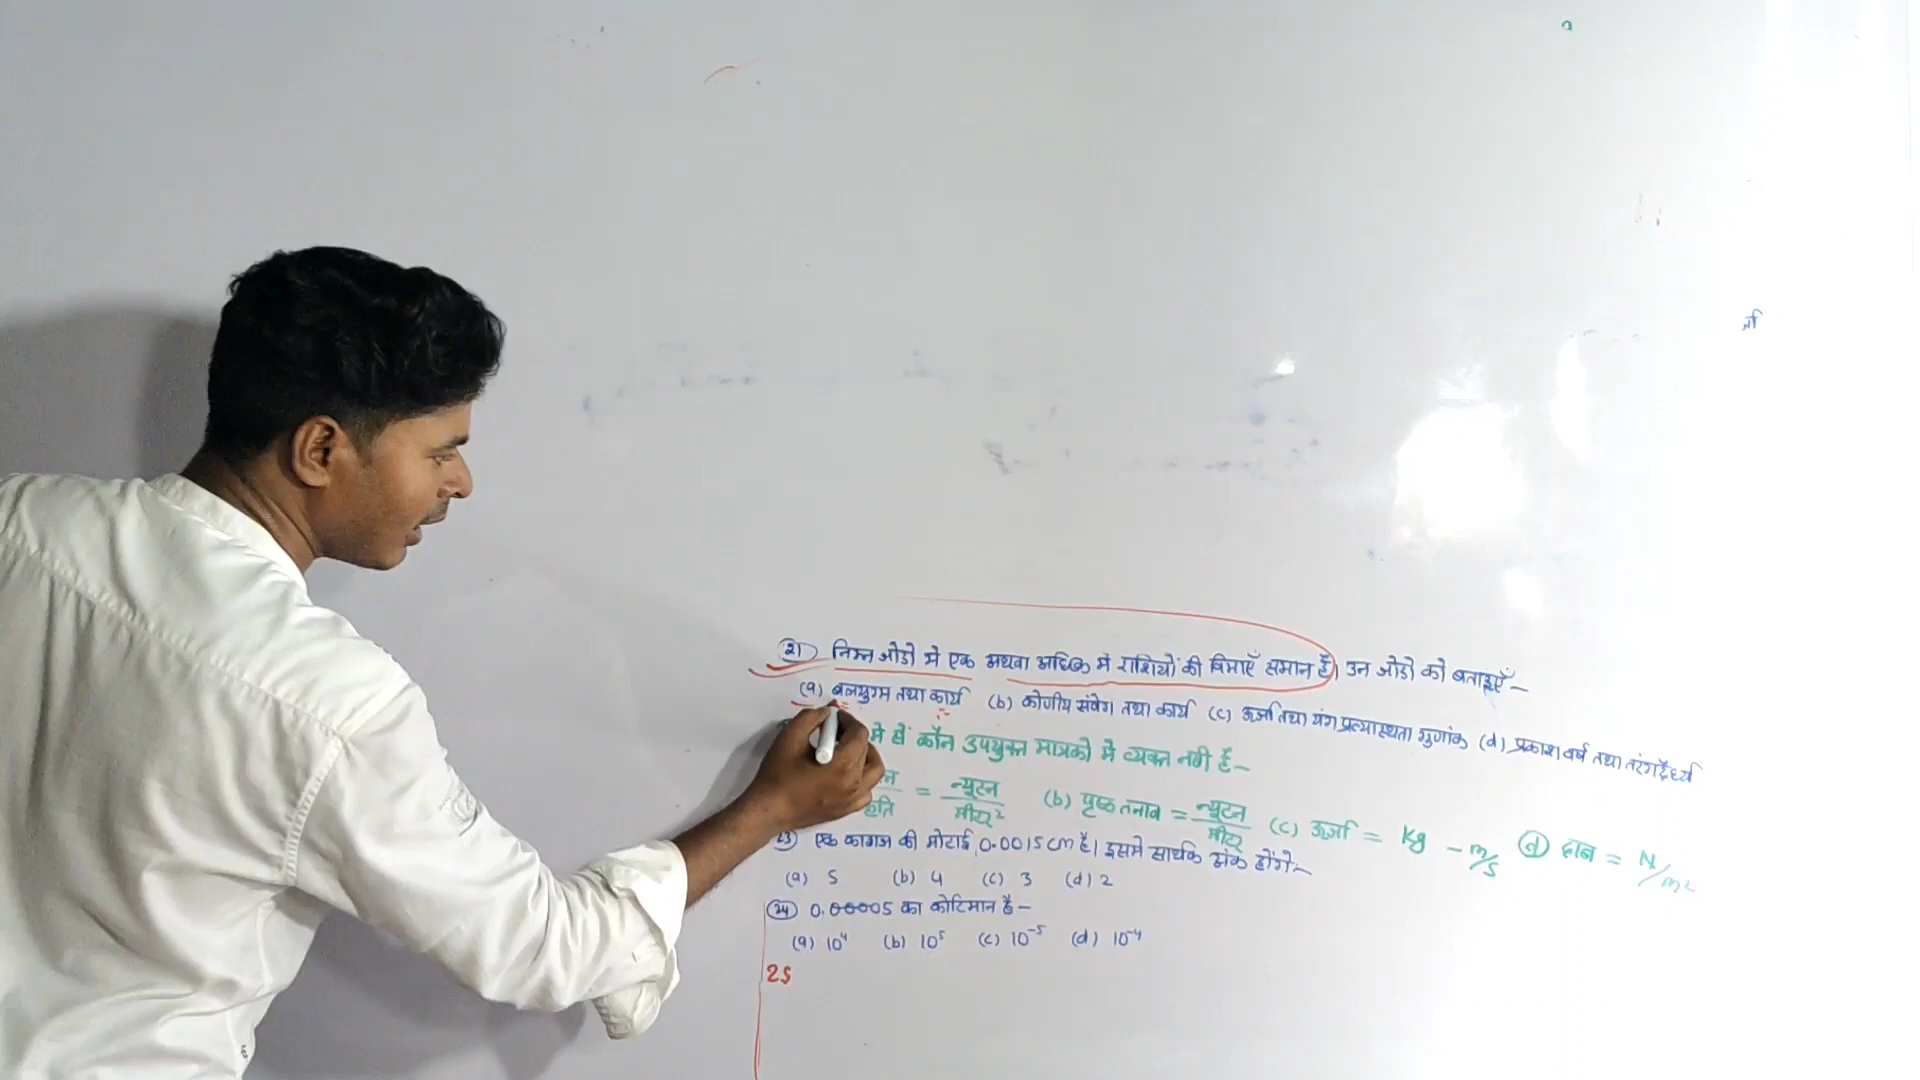 21) निम्न जोडो मे एक अथवा अधिक मे राशियों की विमाएँ समान हैं। उन जोडो को बताइएँ –
(a) बलयुग्म तथा कार्य (b) कोणीय संवेग तथा कार्य (c) ऊर्जा तथा यंग प्रत्यास्थता गुणांक (d) प्रकाश वर्ष तथा तरंगदैर्ध्य
मे से कौन उपयुक्त मात्रको मे व्यक्त नही हैं –
= न्यूटन/मीटर² (b) पृष्ठ तनाव = न्यूटन/मीटर (c) ऊर्जा = Kg – m/s (d) दाब = N/m2
23) एक कागज की मोटाई 0.0015cm है। इसमे सार्थक अंक होंगे –
(a) 5 (b) 4 (c) 3 (d) 2
24) 0.00005 का कोटिमान है –
(a) 10⁴ (b) 10⁵ (c) 10⁻⁵ (d) 10⁻⁴
25